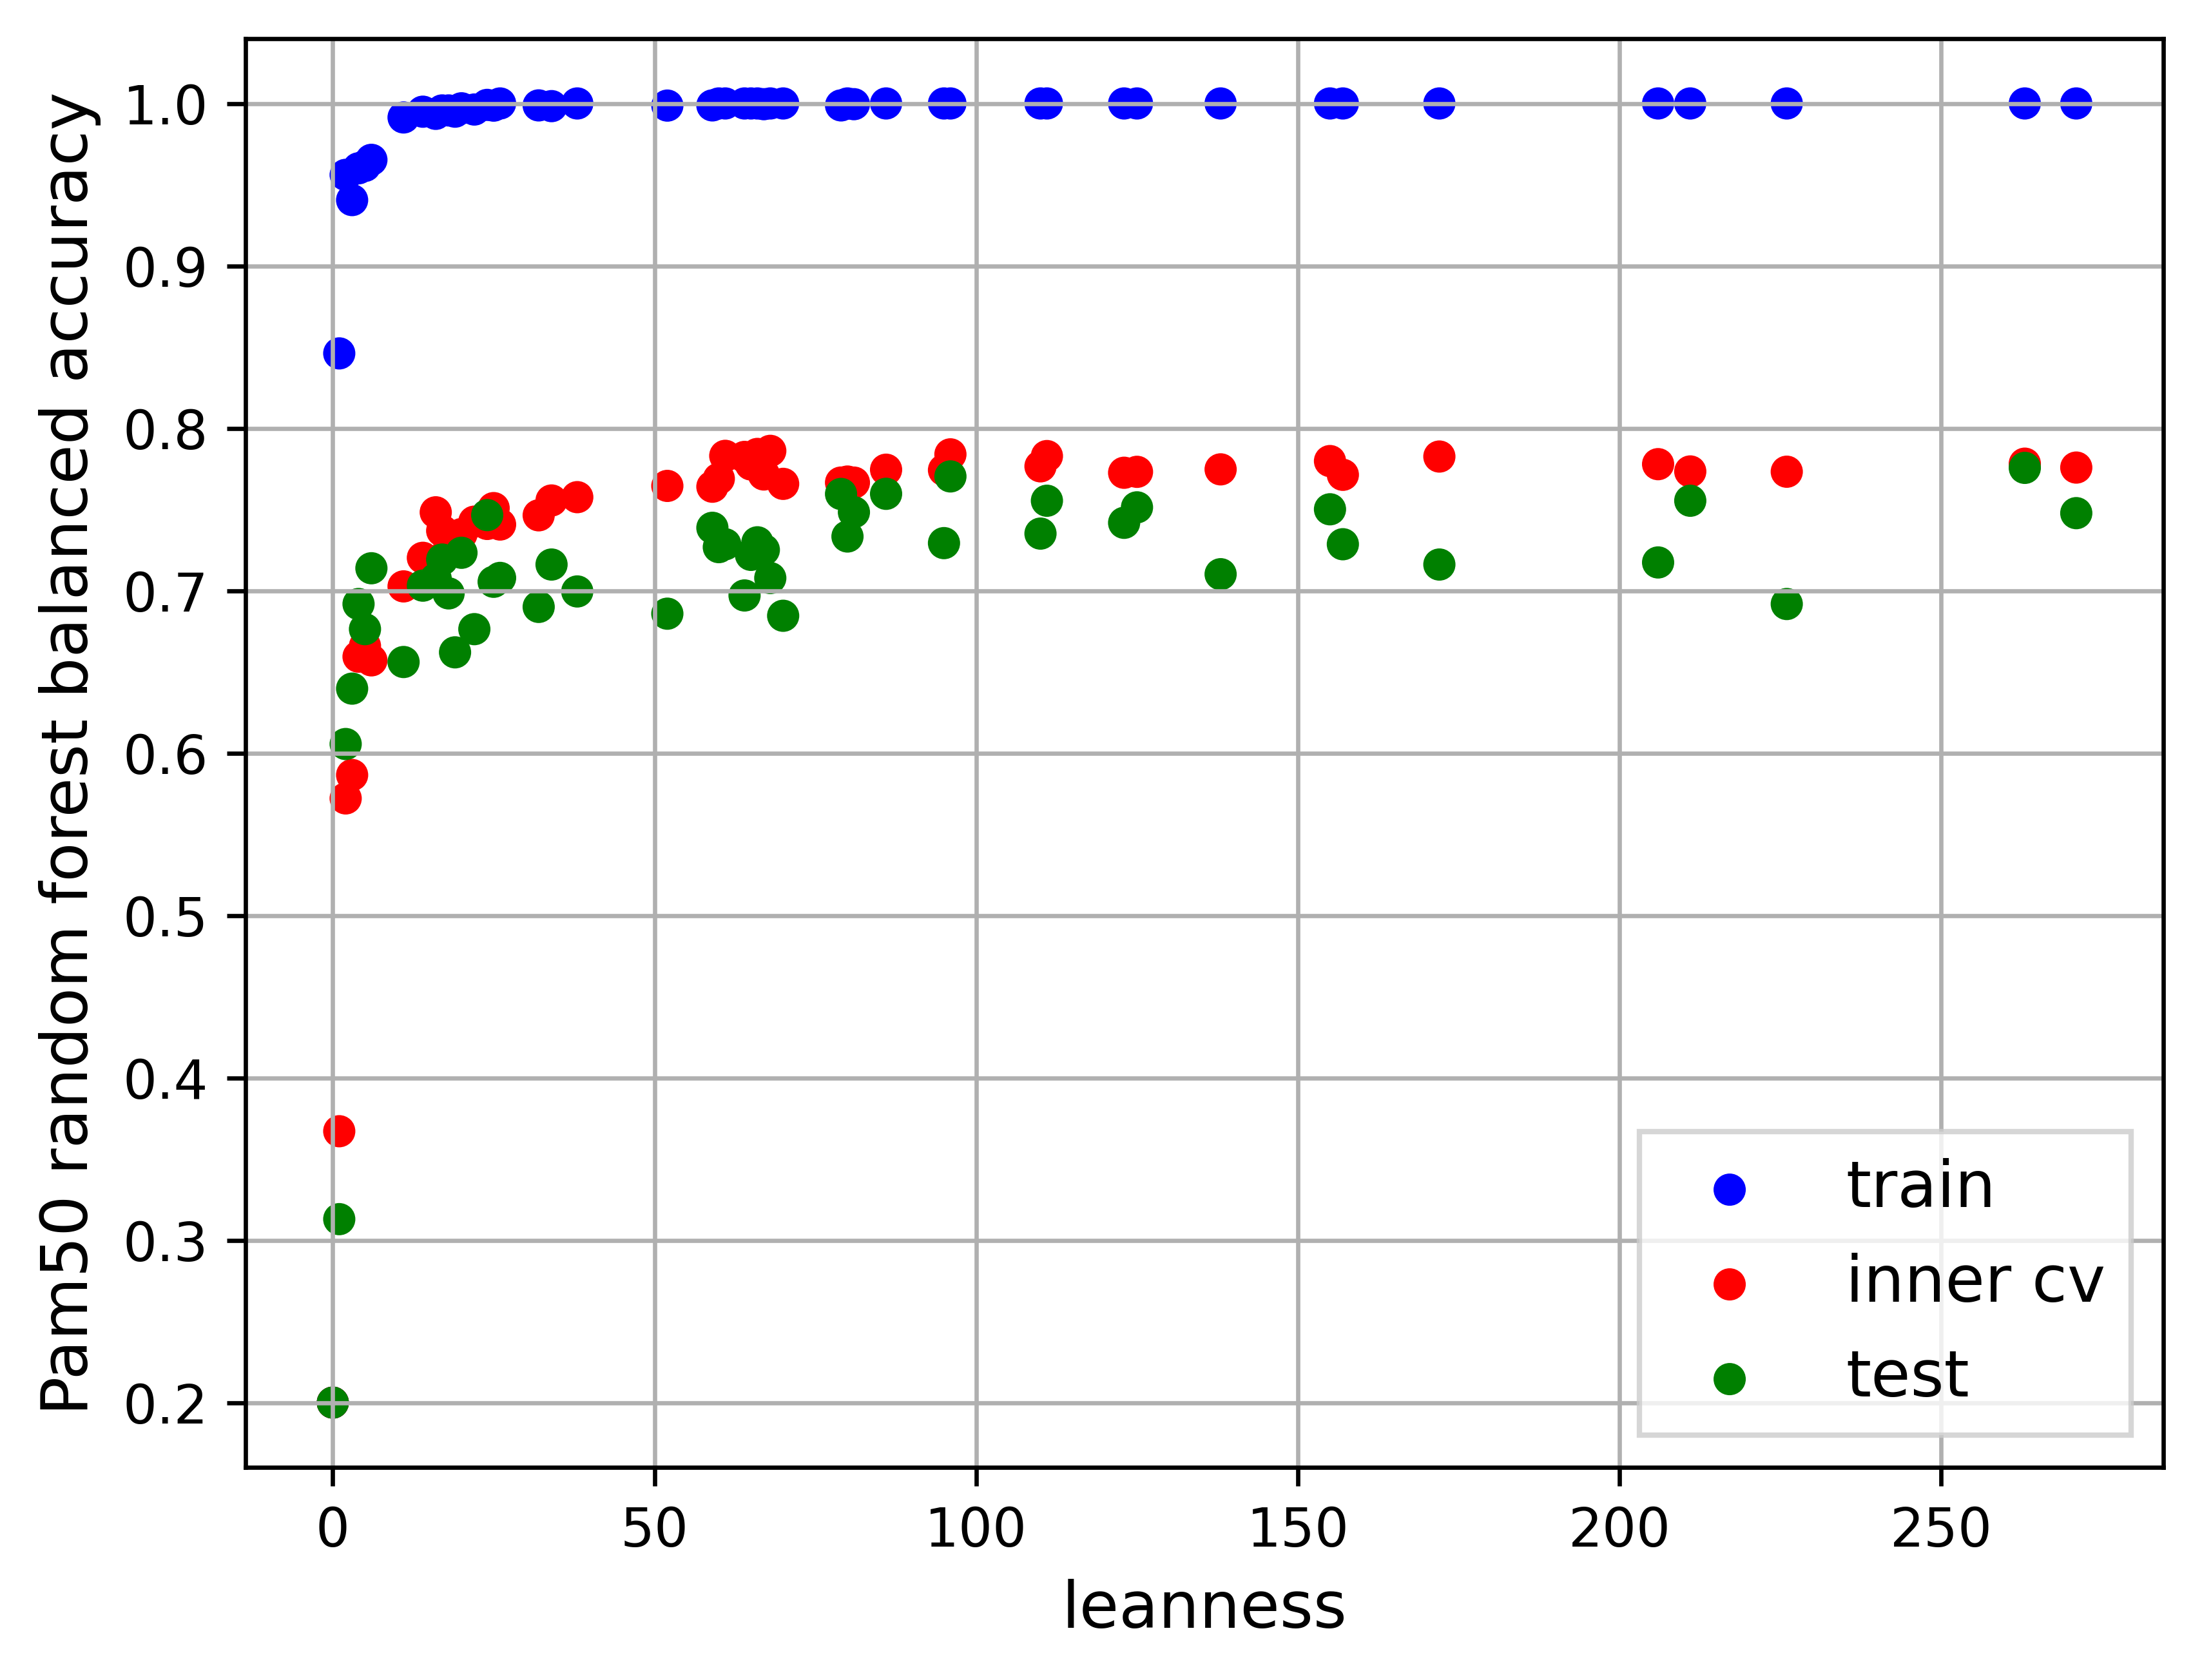 Pam50 random forest balanced accuracy
1.0
0.9
0.8
0.7
0.6
0.5
0.4
0.3
0.2
0 50 100 150 200 250
leanness
train
inner cv
test